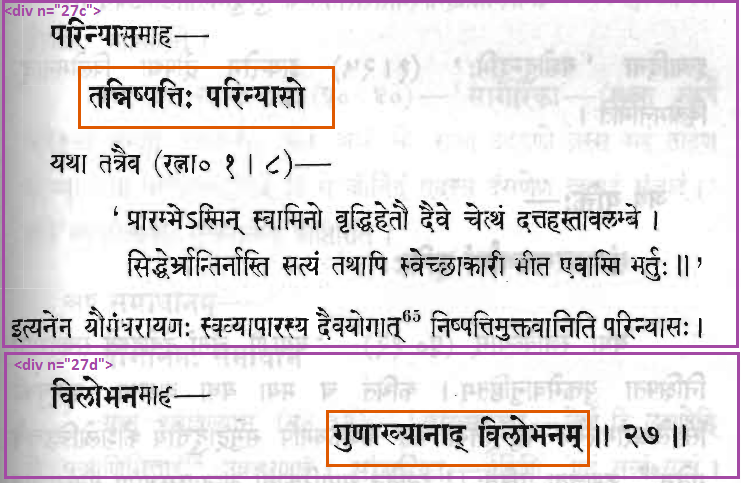 <div n="27c">
परिन्यासमाह—
तन्निष्पत्तिः परिन्यासो
यथा तत्रैव (रत्ना० १ । ८)—
‘ प्रारम्भेऽस्मिन् स्वामिनो वृद्धिहेतौ दैवे चेत्थं दत्तहस्तावलम्बे ।
सिद्धेर्भ्रान्तिर्नास्ति सत्यं तथापि स्वेच्छाकारी भीत एवास्मि भर्तुः ॥ ’
इत्यनेन यौगंधरायणः स्वव्यापारस्य दैवयोगात्65 निष्पत्तिमुक्तवानिति परिन्यासः ।
<div n="27d">
विलोभनमाह—
गुणाख्यानाद् विलोभनम् ॥ २७ ॥